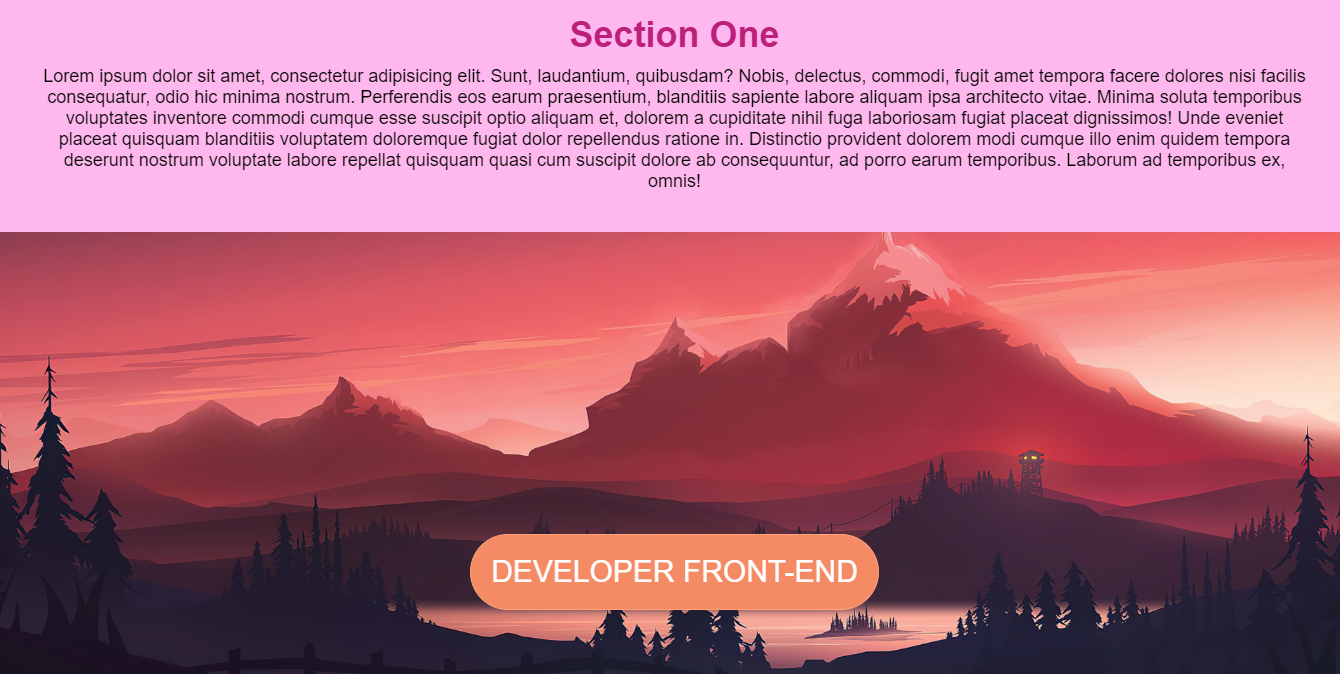 Section One
Lorem ipsum dolor sit amet, consectetur adipisicing elit. Sunt, laudantium, quibusdam? Nobis, delectus, commodi, fugit amet tempora facere dolores nisi facilis
consequatur, odio hic minima nostrum. Perferendis eos earum praesentium, blanditiis sapiente labore aliquam ipsa architecto vitae. Minima soluta temporibus
voluptates inventore commodi cumque esse suscipit optio aliquam et, dolorem a cupiditate nihil fuga laboriosam fugiat placeat dignissimos! Unde eveniet
placeat quisquam blanditiis voluptatem doloremque fugiat dolor repellendus ratione in. Distinctio provident dolorem modi cumque illo enim quidem tempora
deserunt nostrum voluptate labore repellat quisquam quasi cum suscipit dolore ab consequuntur, ad porro earum temporibus. Laborum ad temporibus ex,
omnis!
DEVELOPER FRONT-END